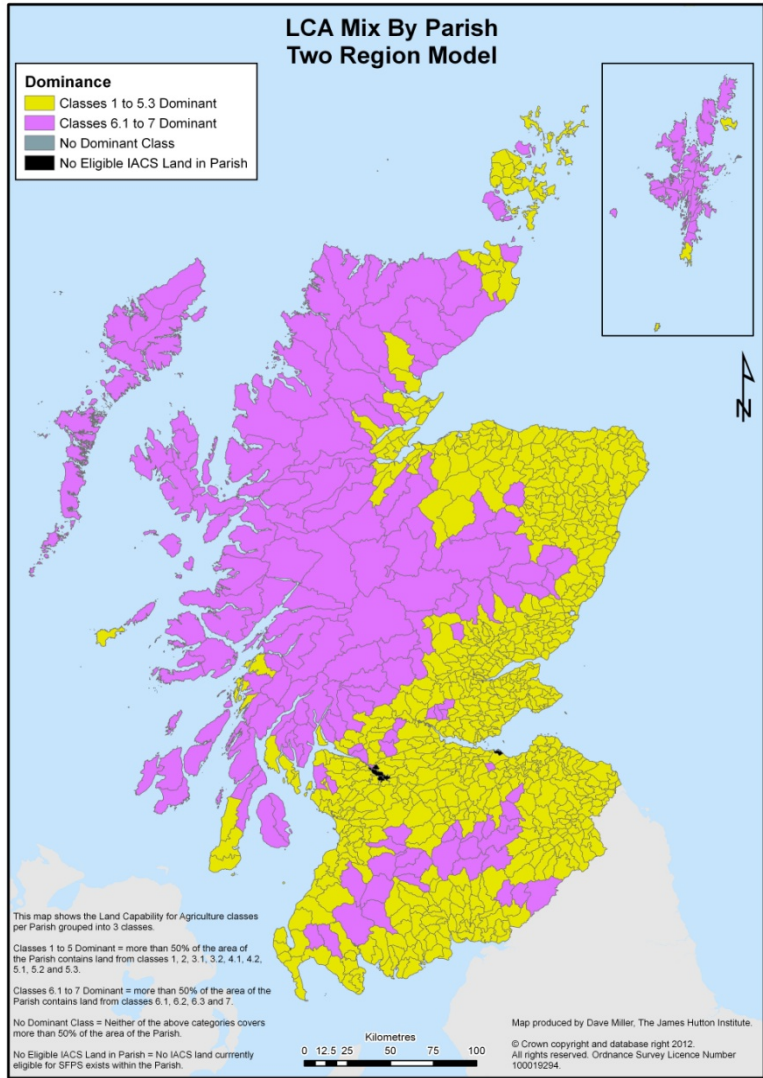 LCA Mix By Parish
Two Region Model
Dominance
Classes 1 to 5.3 Dominant
Classes 6.1 to 7 Dominant
No Dominant Class
No Eligible IACS Land in Parish
N
This map shows the Land Capability for Agriculture classes
per Parish grouped into 3 classes.
Classes 1 to 5 Dominant = more than 50% of the area of
the Parish contains land from classes 1, 2, 3.1, 3.2, 4.1, 4.2,
5.1, 5.2 and 5.3.
Classes 6.1 to 7 Dominant = more than 50% of the area of the
Parish contains land from classes 6.1, 6.2, 6.3 and 7.
No Dominant Class = Neither of the above categories covers
more than 50% of the area of the Parish.
No Eligible IACS Land in Parish = No IACS land currrently
eligible for SFPS exists within the Parish.
Kilometres
0 12.5 25 50 75 100
Map produced by Dave Miller, The James Hutton Institute.
© Crown copyright and database right 2012.
All rights reserved. Ordnance Survey Licence Number
100019294.